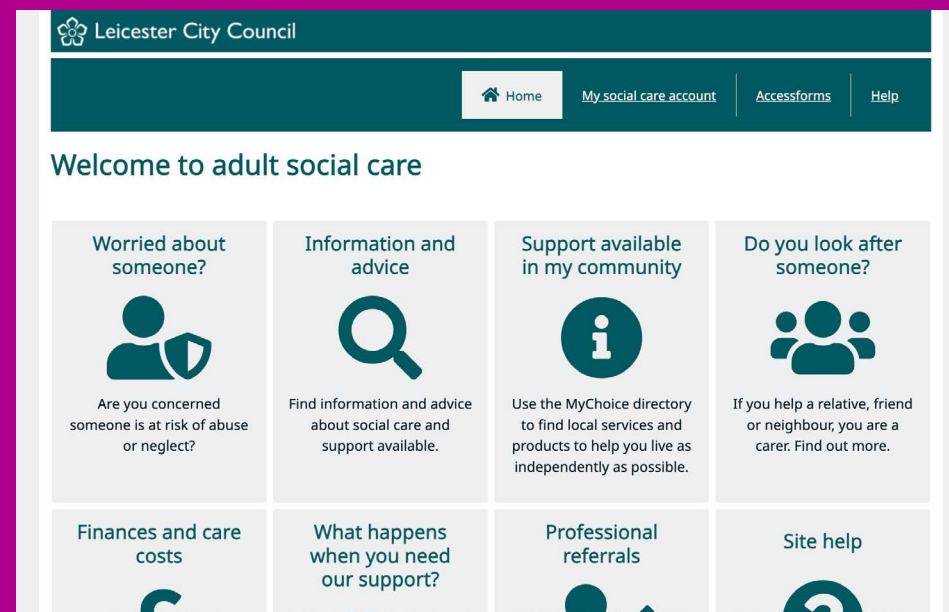 Leicester City Council
Home
My social care account
Accessforms
Help
Welcome to adult social care
Worried about
someone?
Are you concerned
someone is at risk of abuse
or neglect?
Information and
advice
Find information and advice
about social care and
support available.
Support available
in my community
Use the MyChoice directory
to find local services and
products to help you live as
independently as possible.
Do you look after
someone?
If you help a relative, friend
or neighbour, you are a
carer. Find out more.
Finances and care
costs
What happens
when you need
our support?
Professional
referrals
Site help